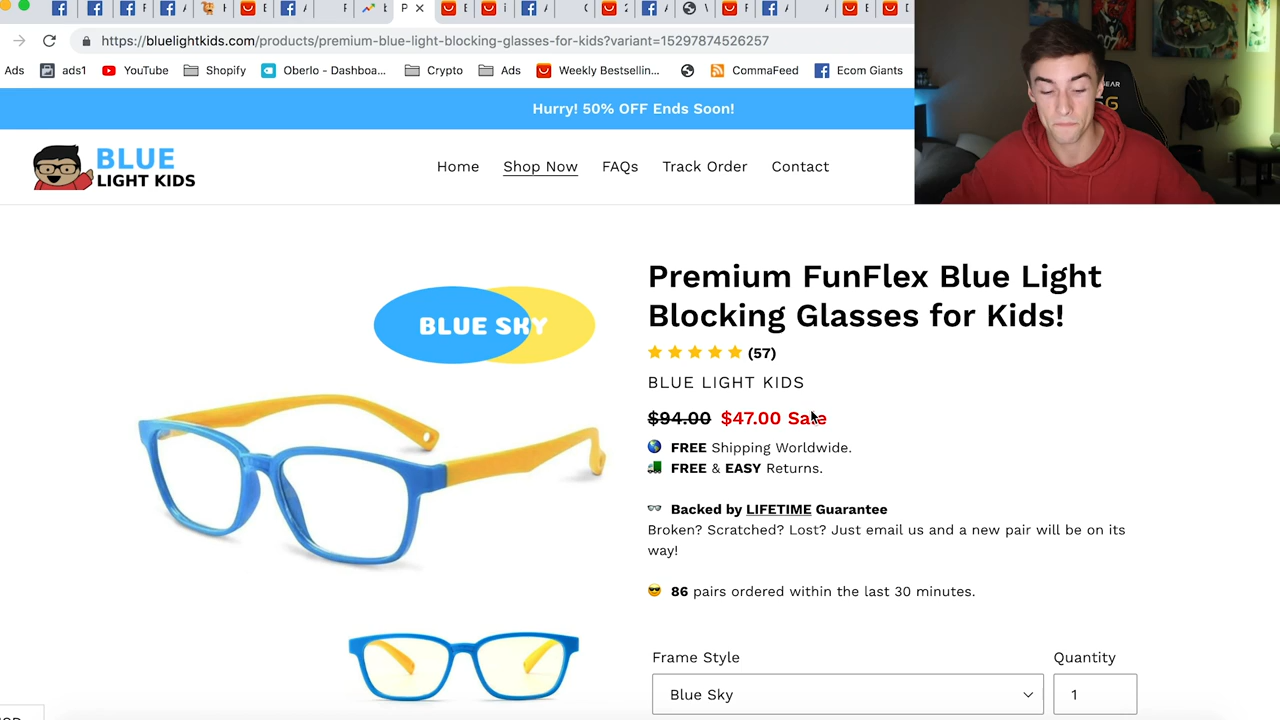 https://bluelightkids.com/products/premium-blue-light-blocking-glasses-for-kids?variant=15297874526257
Ads ads1 YouTube Shopify Oberlo - Dashboa... Crypto Ads Weekly Bestsellin... CommaFeed Ecom Giants
Hurry! 50% OFF Ends Soon!
BLUE
LIGHT KIDS
Home Shop Now FAQs Track Order Contact
BLUE SKY
Premium FunFlex Blue Light
Blocking Glasses for Kids!
(57)
BLUE LIGHT KIDS
$94.00 $47.00 Sale
FREE Shipping Worldwide.
FREE & EASY Returns.
Backed by LIFETIME Guarantee
Broken? Scratched? Lost? Just email us and a new pair will be on its
way!
86 pairs ordered within the last 30 minutes.
Frame Style Quantity
Blue Sky 1